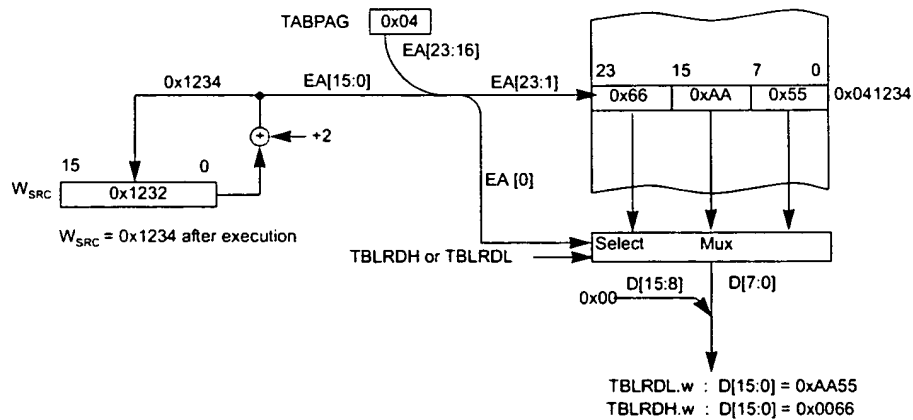 TABPAG 0x04
EA[23:16]
0x1234 EA[15:0] EA[23:1]
23 15 7 0
0x66 0xAA 0x55 0x041234
+ +2
15 0
W_SRC 0x1232
W_SRC = 0x1234 after execution
EA [0]
Select Mux
TBLRDH or TBLRDL
D[15:8] D[7:0]
0x00
TBLRDL.w : D[15:0] = 0xAA55
TBLRDH.w : D[15:0] = 0x0066